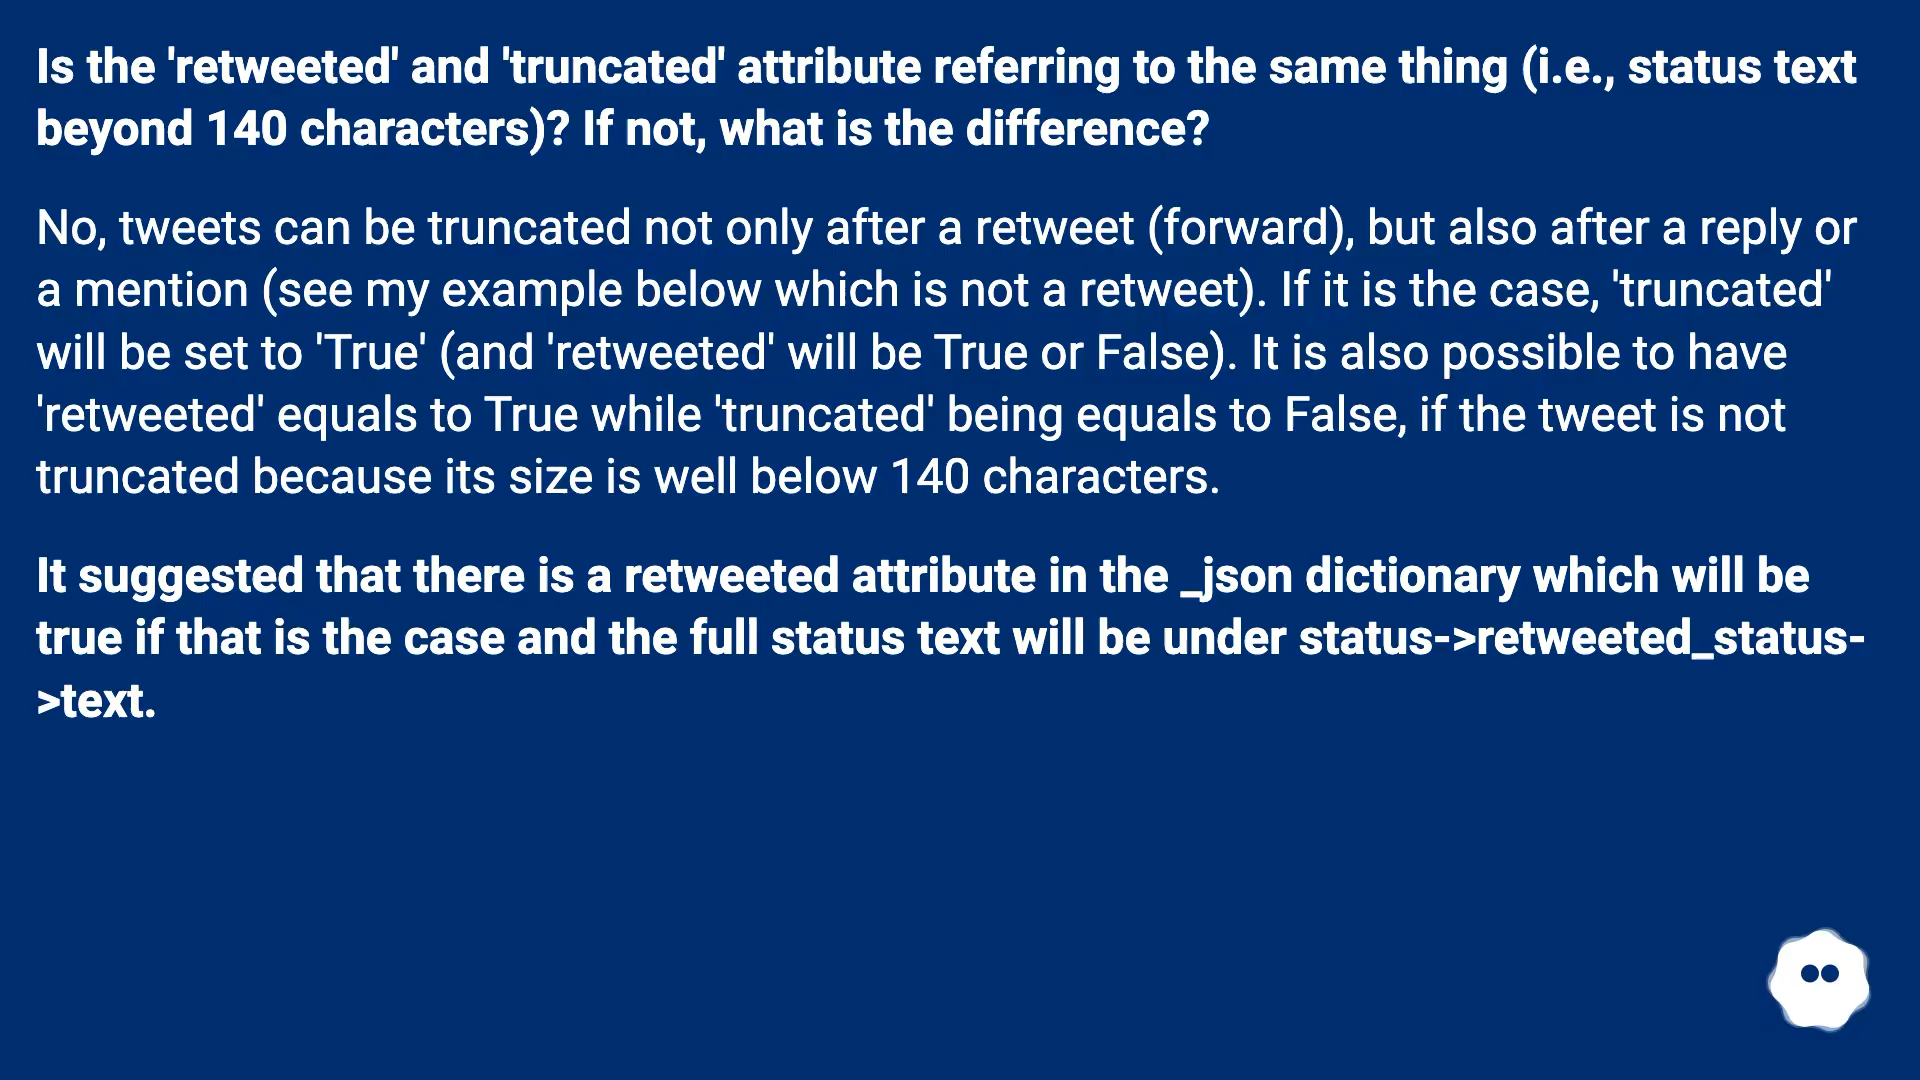 Is the 'retweeted' and 'truncated' attribute referring to the same thing (i.e., status text
beyond 140 characters)? If not, what is the difference?
No, tweets can be truncated not only after a retweet (forward), but also after a reply or
a mention (see my example below which is not a retweet). If it is the case, 'truncated'
will be set to 'True' (and 'retweeted' will be True or False). It is also possible to have
'retweeted' equals to True while 'truncated' being equals to False, if the tweet is not
truncated because its size is well below 140 characters.
It suggested that there is a retweeted attribute in the _json dictionary which will be
true if that is the case and the full status text will be under status->retweeted_status-
>text.